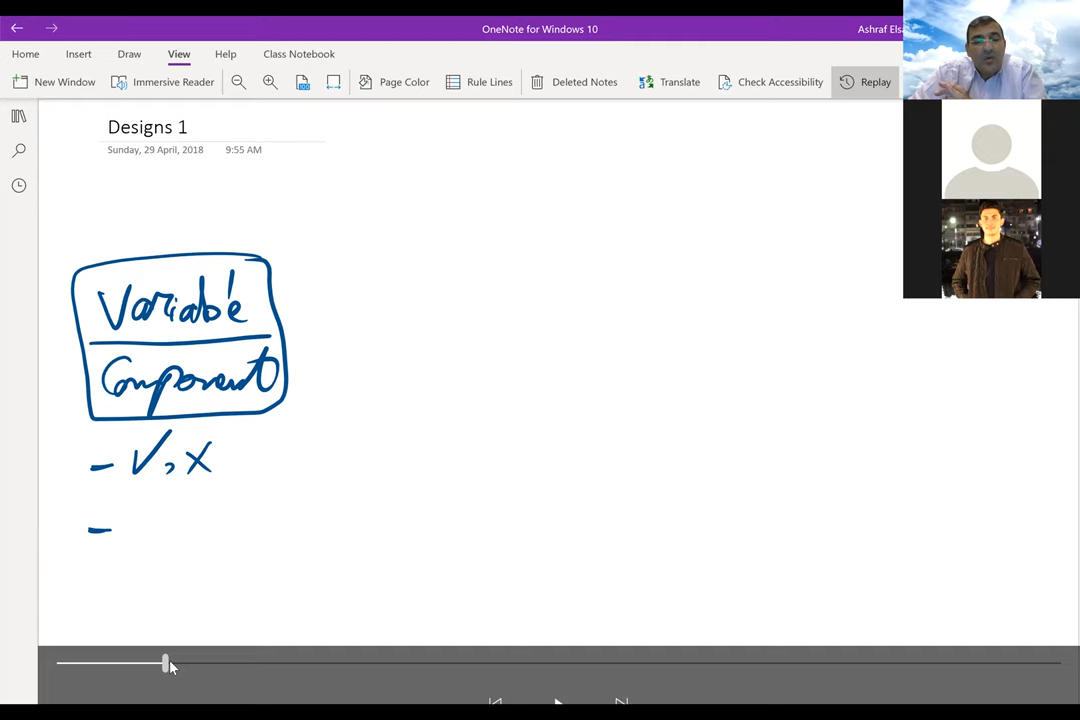 OneNote for Windows 10
Ashraf Elsa
Home Insert Draw View Help Class Notebook
New Window Immersive Reader Page Color Rule Lines Deleted Notes Translate Check Accessibility Replay
Designs 1
Sunday, 29 April, 2018 9:55 AM
Variable
Component
- ✓, X
-